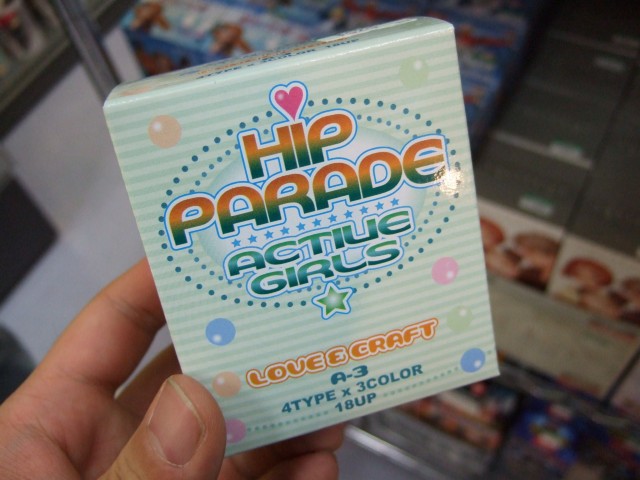 HIP
PARADE
ACTIVE
GIRLS
LOVE & CRAFT
A-3
4TYPE x 3COLOR
18UP